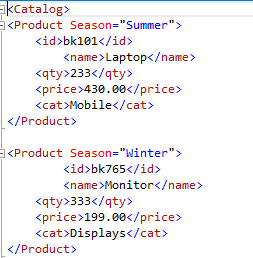 <Catalog>
<Product Season="Summer">
<id>bk101</id>
<name>Laptop</name>
<qty>233</qty>
<price>430.00</price>
<cat>Mobile</cat>
</Product>
<Product Season="Winter">
<id>bk765</id>
<name>Monitor</name>
<qty>333</qty>
<price>199.00</price>
<cat>Displays</cat>
</Product>